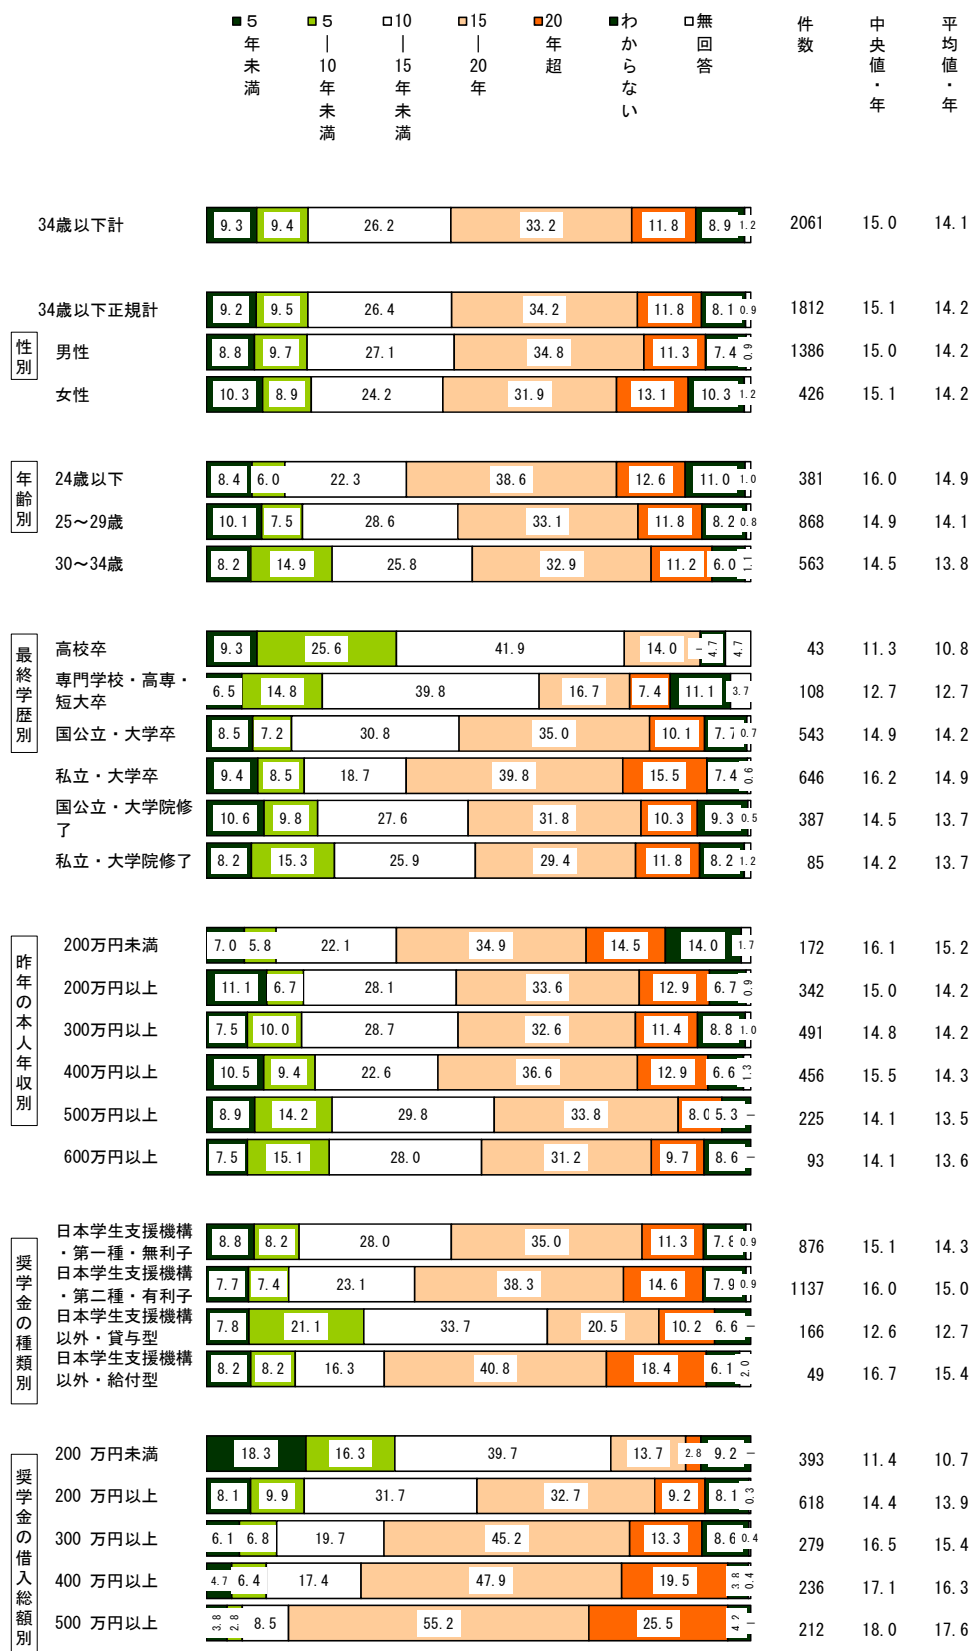 ■5年未満 ■5―10年未満 □10―15年未満 □15―20年 ■20年超 ■わからない □無回答 件数 中央値・年 平均値・年
34歳以下計 9.3 9.4 26.2 33.2 11.8 8.9 1.2 2061 15.0 14.1
34歳以下正規計 9.2 9.5 26.4 34.2 11.8 8.1 0.9 1812 15.1 14.2
性別
男性 8.8 9.7 27.1 34.8 11.3 7.4 0.9 1386 15.0 14.2
女性 10.3 8.9 24.2 31.9 13.1 10.3 1.2 426 15.1 14.2
年齢別
24歳以下 8.4 6.0 22.3 38.6 12.6 11.0 1.0 381 16.0 14.9
25～29歳 10.1 7.5 28.6 33.1 11.8 8.2 0.8 868 14.9 14.1
30～34歳 8.2 14.9 25.8 32.9 11.2 6.0 1.1 563 14.5 13.8
最終学歴別
高校卒 9.3 25.6 41.9 14.0 － 4.7 4.7 43 11.3 10.8
専門学校・高専・
短大卒 6.5 14.8 39.8 16.7 7.4 11.1 3.7 108 12.7 12.7
国公立・大学卒 8.5 7.2 30.8 35.0 10.1 7.7 0.7 543 14.9 14.2
私立・大学卒 9.4 8.5 18.7 39.8 15.5 7.4 0.6 646 16.2 14.9
国公立・大学院修
了 10.6 9.8 27.6 31.8 10.3 9.3 0.5 387 14.5 13.7
私立・大学院修了 8.2 15.3 25.9 29.4 11.8 8.2 1.2 85 14.2 13.7
昨年の本人年収別
200万円未満 7.0 5.8 22.1 34.9 14.5 14.0 1.7 172 16.1 15.2
200万円以上 11.1 6.7 28.1 33.6 12.9 6.7 0.9 342 15.0 14.2
300万円以上 7.5 10.0 28.7 32.6 11.4 8.8 1.0 491 14.8 14.2
400万円以上 10.5 9.4 22.6 36.6 12.9 6.6 1.3 456 15.5 14.3
500万円以上 8.9 14.2 29.8 33.8 8.0 5.3 － 225 14.1 13.5
600万円以上 7.5 15.1 28.0 31.2 9.7 8.6 － 93 14.1 13.6
奨学金の種類別
日本学生支援機構
・第一種・無利子 8.8 8.2 28.0 35.0 11.3 7.8 0.9 876 15.1 14.3
日本学生支援機構
・第二種・有利子 7.7 7.4 23.1 38.3 14.6 7.9 0.9 1137 16.0 15.0
日本学生支援機構
以外・貸与型 7.8 21.1 33.7 20.5 10.2 6.6 － 166 12.6 12.7
日本学生支援機構
以外・給付型 8.2 8.2 16.3 40.8 18.4 6.1 2.0 49 16.7 15.4
奨学金の借入総額別
200 万円未満 18.3 16.3 39.7 13.7 2.8 9.2 － 393 11.4 10.7
200 万円以上 8.1 9.9 31.7 32.7 9.2 8.1 0.3 618 14.4 13.9
300 万円以上 6.1 6.8 19.7 45.2 13.3 8.6 0.4 279 16.5 15.4
400 万円以上 4.7 6.4 17.4 47.9 19.5 3.8 0.4 236 17.1 16.3
500 万円以上 3.8 2.8 8.5 55.2 25.5 4.2 － 212 18.0 17.6